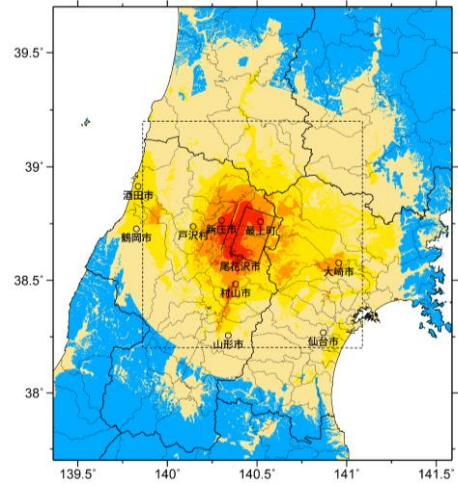 39.5
39
酒田市
鶴岡市
戸沢村
新庄市
最上町
尾花沢市
大崎市
村山市
38.5
山形市
仙台市
38
139.5
140
140.5
141
141.5